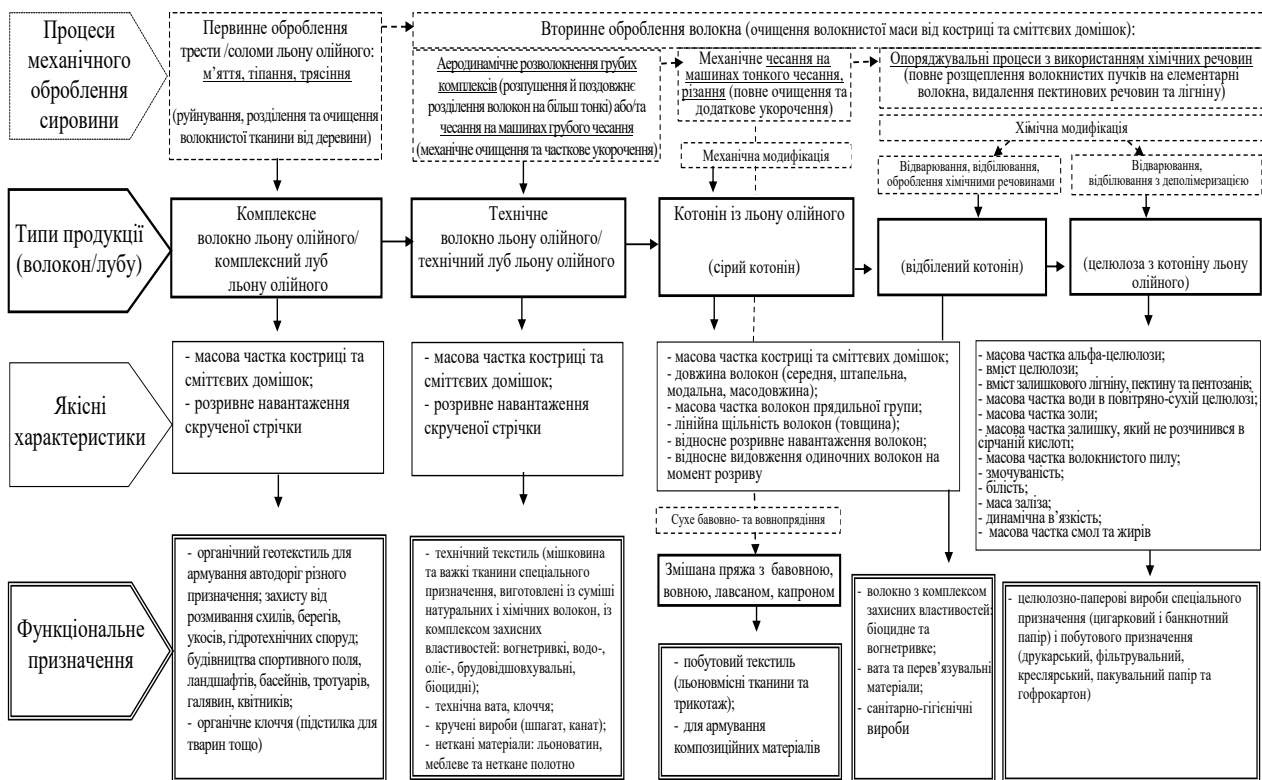 Процеси
механічного
оброблення
сировини
Первинне оброблення
трести /соломи льону олійного:
м’яття, тіпання, трясіння
(руйнування, розділення та очищення
волокнистої тканини від деревини)
Вторинне оброблення волокна (очищення волокнистої маси від костриці та сміттєвих домішок):
Аеродинамічне розволокнення грубих
комплексів (розпушення й поздовжнє
розділення волокон на більш тонкі) або/та
чесання на машинах грубого чесання
(механічне очищення та часткове укорочення)
Механічне чесання на
машинах тонкого чесання,
різання (повне очищення та
додаткове укорочення)
Механічна модифікація
Опоряджувальні процеси з використанням хімічних речовин
(повне розщеплення волокнистих пучків на елементарні
волокна, видалення пектинових речовин та лігніну)
Хімічна модифікація
Відварювання, відбілювання,
оброблення хімічними речовинами
Відварювання,
відбілювання з деполімеризацією
Типи продукції
(волокон/лубу)
Комплексне
волокно льону олійного/
комплексний луб
льону олійного
Технічне
волокно льону олійного/
технічний луб льону олійного
Котонін із льону олійного
(сірий котонін)
(відбілений котонін)
(целюлоза з котоніну льону
олійного)
Якісні
характеристики
- масова частка костриці та
сміттєвих домішок;
- розривне навантаження
скрученої стрічки
- масова частка костриці та
сміттєвих домішок;
- розривне навантаження
скрученої стрічки
- масова частка костриці та сміттєвих домішок;
- довжина волокон (середня, штапельна,
модальна, масодовжина);
- масова частка волокон прядильної групи;
- лінійна щільність волокон (товщина);
- відносне розривне навантаження волокон;
- відносне видовження одиночних волокон на
момент розриву
- масова частка альфа-целюлози;
- вміст целюлози;
- вміст залишкового лігніну, пектину та пентозанів;
- масова частка води в повітряно-сухій целюлозі;
- масова частка золи;
- масова частка залишку, який не розчинився в
сірчаній кислоті;
- масова частка волокнистого пилу;
- змочуваність;
- білість;
- маса заліза;
- динамічна в’язкість;
- масова частка смол та жирів
Сухе бавовно- та вовнопрядіння
Функціональне
призначення
- органічний геотекстиль для
армування автодоріг різного
призначення; захисту від
розмивання схилів, берегів,
укосів, гідротехнічних споруд;
будівництва спортивного поля,
ландшафтів, басейнів, тротуарів,
галявин, квітників;
- органічне клоччя (підстилка для
тварин тощо)
- технічний текстиль (мішковина
та важкі тканини спеціального
призначення, виготовлені із суміші
натуральних і хімічних волокон, із
комплексом захисних
властивостей: вогнетривкі, водо-,
оліє-, брудовідшовхувальні,
біоцидні);
- технічна вата, клоччя;
- кручені вироби (шпагат, канат);
- неткані матеріали: льоноватин,
меблеве та неткане полотно
Змішана пряжа з бавовною,
вовною, лавсаном, капроном
- побутовий текстиль
(льоновмісні тканини та
трикотаж);
- для армування
композиційних матеріалів
- волокно з комплексом
захисних властивостей:
біоцидне та
вогнетривке;
- вата та перев’язувальні
матеріали;
- санітарно-гігієнічні
вироби
- целюлозно-паперові вироби спеціального
призначення (цигарковий і банкнотний
папір) і побутового призначення
(друкарський, фільтрувальний,
креслярський, пакувальний папір та
гофрокартон)